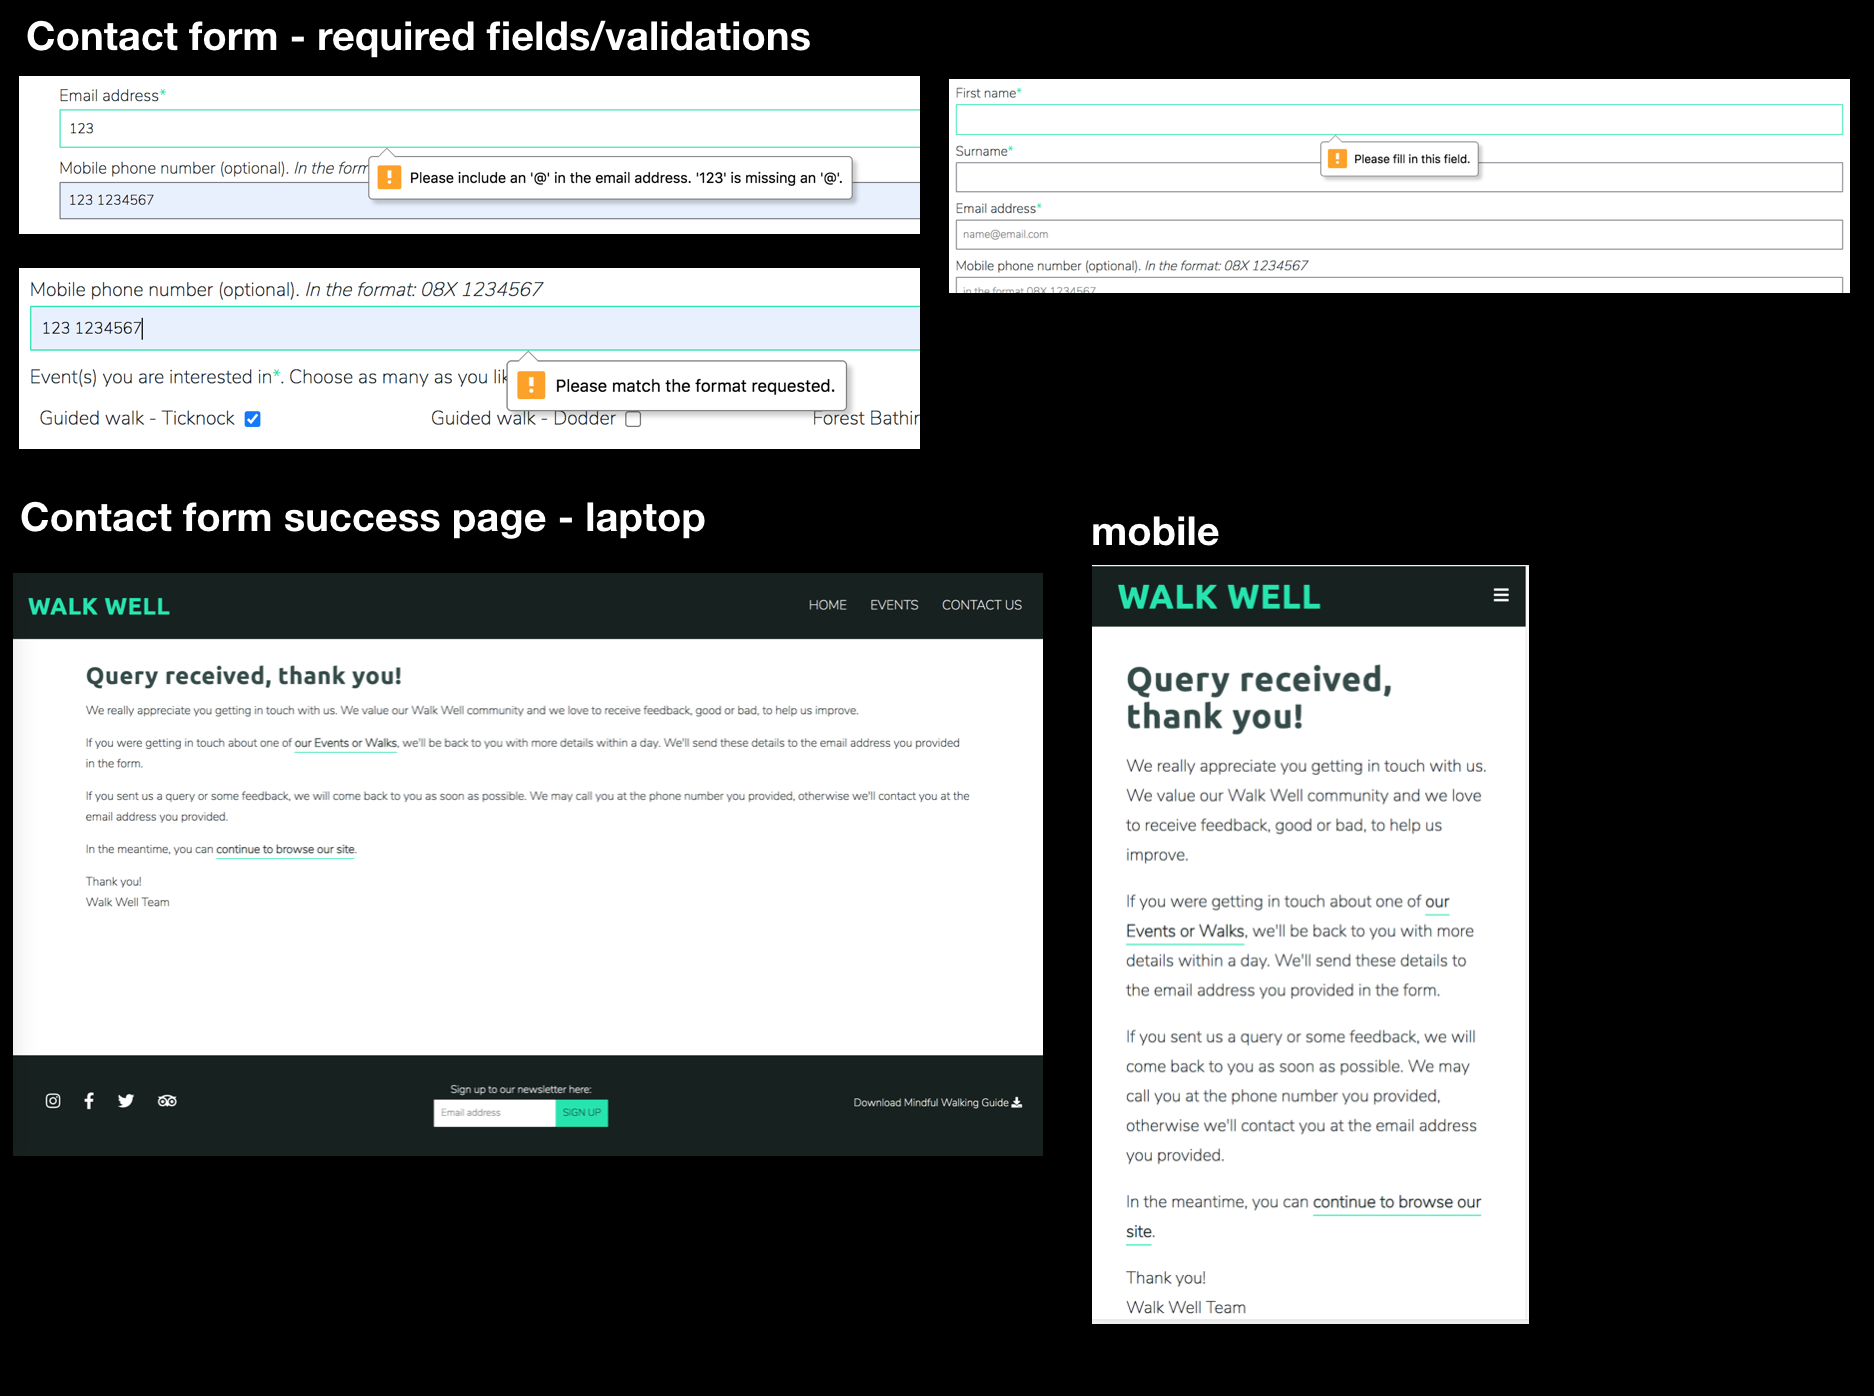 Contact form - required fields/validations
Email address*
123
Please include an '@' in the email address. '123' is missing an '@'.
Mobile phone number (optional). In the form
123 1234567
First name*
Please fill in this field.
Surname*
Email address*
name@email.com
Mobile phone number (optional). In the format: 08X 1234567
in the format 08X 1234567
Mobile phone number (optional). In the format: 08X 1234567
123 1234567
Please match the format requested.
Event(s) you are interested in*. Choose as many as you lik
Guided walk - Ticknock
Guided walk - Dodder
Forest Bathin
Contact form success page - laptop
WALK WELL
HOME EVENTS CONTACT US
Query received, thank you!
We really appreciate you getting in touch with us. We value our Walk Well community and we love to receive feedback, good or bad, to help us improve.
If you were getting in touch about one of our Events or Walks, we'll be back to you with more details within a day. We'll send these details to the email address you provided
in the form.
If you sent us a query or some feedback, we will come back to you as soon as possible. We may call you at the phone number you provided, otherwise we'll contact you at the
email address you provided.
In the meantime, you can continue to browse our site.
Thank you!
Walk Well Team
Sign up to our newsletter here:
Email address SIGN UP
Download Mindful Walking Guide
mobile
WALK WELL
Query received,
thank you!
We really appreciate you getting in touch with us.
We value our Walk Well community and we love
to receive feedback, good or bad, to help us
improve.
If you were getting in touch about one of our
Events or Walks, we'll be back to you with more
details within a day. We'll send these details to
the email address you provided in the form.
If you sent us a query or some feedback, we will
come back to you as soon as possible. We may
call you at the phone number you provided,
otherwise we'll contact you at the email address
you provided.
In the meantime, you can continue to browse our
site.
Thank you!
Walk Well Team